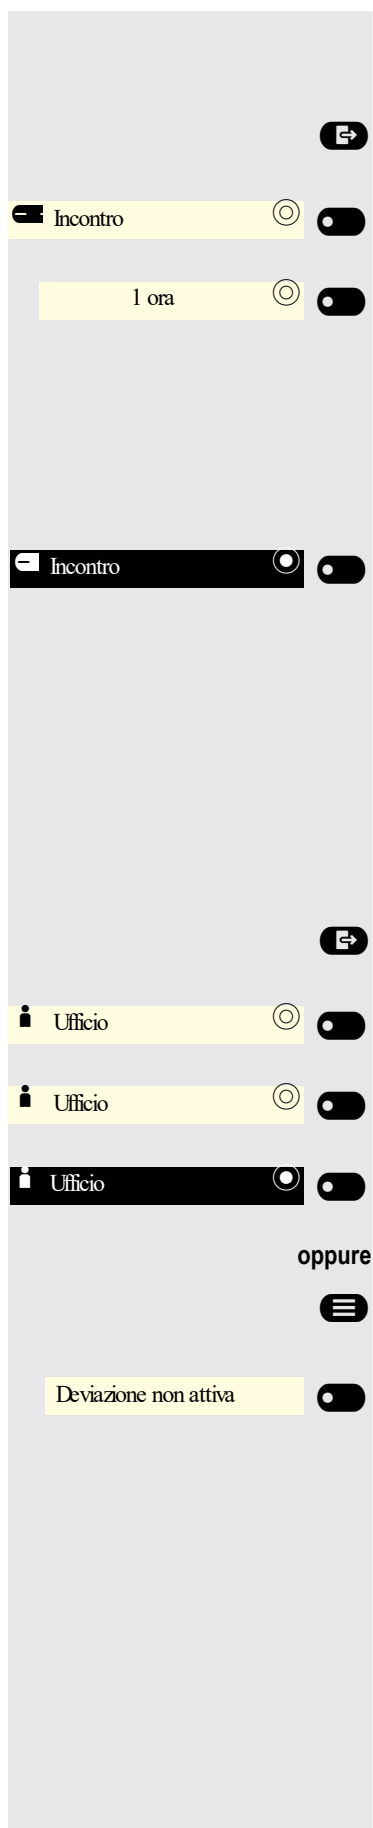 Incontro
1 ora
Incontro
Ufficio
Ufficio
Ufficio
oppure
Deviazione non attiva